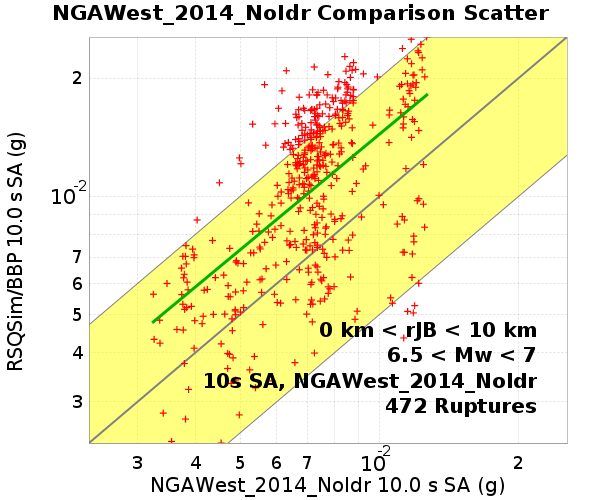 NGAWest_2014_NoIdr Comparison Scatter
RSQSim/BBP 10.0 s SA (g)
2
10-2
7
6
5
4
3
0 km < rJB < 10 km
6.5 < Mw < 7
10s SA, NGAWest_2014_NoIdr
472 Ruptures
3 4 5 6 7 10-2 2
NGAWest_2014_NoIdr 10.0 s SA (g)